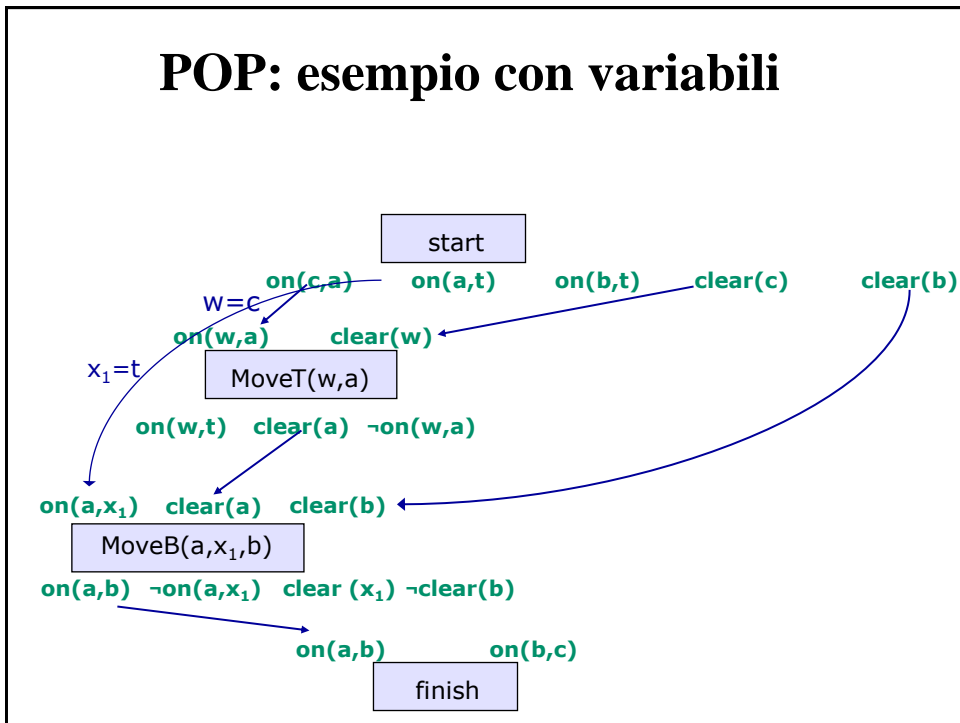 POP: esempio con variabili
start
on(c,a) on(a,t) on(b,t) clear(c) clear(b)
w=c
on(w,a) clear(w)
x₁=t
MoveT(w,a)
on(w,t) clear(a) ¬on(w,a)
on(a,x₁) clear(a) clear(b)
MoveB(a,x₁,b)
on(a,b) ¬on(a,x₁) clear (x₁) ¬clear(b)
on(a,b) on(b,c)
finish